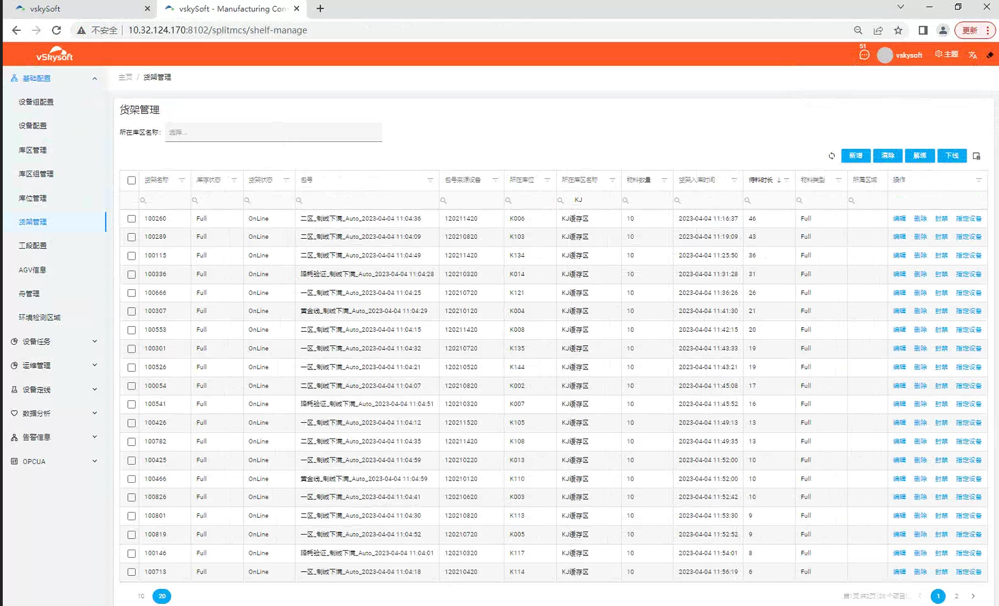 vskySoft
vskySoft - Manufacturing Con
不安全 10.32.124.170:8102/splitmcs/shelf-manage 更新
vSkysoft 51 vskysoft 主题
基础配置
设备组配置
设备配置
库区管理
库区组管理
库位管理
货架管理
工段配置
AGV信息
舟管理
环境检测区域
设备任务
运维管理
设备定线
数据分析
告警信息
OPCUA
主页 / 货架管理
货架管理
所在库区名称: 选择...
新增 清除 解绑 下线
货架名称 库存状态 货架状态 包号 包号来源设备 所在库位 所在库区名称 物料数量 货架入库时间 待料时长 ↓ 物料类型 所属区域 操作
KJ
100260 Full OnLine 二区_制绒下满_Auto_2023-04-04 11:04:36 120211420 K006 KJ缓存区 10 2023-04-04 11:16:37 46 Full 编辑 删除 封禁 指定设备
100289 Full OnLine 二区_制绒下满_Auto_2023-04-04 11:04:09 120210820 K103 KJ缓存区 10 2023-04-04 11:19:09 43 Full 编辑 删除 封禁 指定设备
100115 Full OnLine 二区_制绒下满_Auto_2023-04-04 11:04:49 120211420 K134 KJ缓存区 10 2023-04-04 11:25:50 36 Full 编辑 删除 封禁 指定设备
100336 Full OnLine 降耗验证_制绒下满_Auto_2023-04-04 11:04:28 120210320 K014 KJ缓存区 10 2023-04-04 11:31:28 31 Full 编辑 删除 封禁 指定设备
100666 Full OnLine 一区_制绒下满_Auto_2023-04-04 11:04:25 120210720 K121 KJ缓存区 10 2023-04-04 11:36:26 26 Full 编辑 删除 封禁 指定设备
100307 Full OnLine 黄金线_制绒下满_Auto_2023-04-04 11:04:29 120210120 K004 KJ缓存区 10 2023-04-04 11:41:30 21 Full 编辑 删除 封禁 指定设备
100553 Full OnLine 二区_制绒下满_Auto_2023-04-04 11:04:15 120211420 K008 KJ缓存区 10 2023-04-04 11:42:15 20 Full 编辑 删除 封禁 指定设备
100301 Full OnLine 一区_制绒下满_Auto_2023-04-04 11:04:32 120210720 K135 KJ缓存区 10 2023-04-04 11:43:33 19 Full 编辑 删除 封禁 指定设备
100526 Full OnLine 一区_制绒下满_Auto_2023-04-04 11:04:21 120210520 K144 KJ缓存区 10 2023-04-04 11:43:21 19 Full 编辑 删除 封禁 指定设备
100054 Full OnLine 二区_制绒下满_Auto_2023-04-04 11:04:07 120210820 K002 KJ缓存区 10 2023-04-04 11:45:08 17 Full 编辑 删除 封禁 指定设备
100541 Full OnLine 降耗验证_制绒下满_Auto_2023-04-04 11:04:51 120210320 K007 KJ缓存区 10 2023-04-04 11:45:52 16 Full 编辑 删除 封禁 指定设备
100426 Full OnLine 一区_制绒下满_Auto_2023-04-04 11:04:12 120211520 K105 KJ缓存区 10 2023-04-04 11:49:13 13 Full 编辑 删除 封禁 指定设备
100782 Full OnLine 二区_制绒下满_Auto_2023-04-04 11:04:35 120211420 K108 KJ缓存区 10 2023-04-04 11:49:35 13 Full 编辑 删除 封禁 指定设备
100425 Full OnLine 一区_制绒下满_Auto_2023-04-04 11:04:59 120210220 K013 KJ缓存区 10 2023-04-04 11:52:00 10 Full 编辑 删除 封禁 指定设备
100466 Full OnLine 黄金线_制绒下满_Auto_2023-04-04 11:04:59 120210120 K110 KJ缓存区 10 2023-04-04 11:52:00 10 Full 编辑 删除 封禁 指定设备
100826 Full OnLine 一区_制绒下满_Auto_2023-04-04 11:04:41 120210620 K003 KJ缓存区 10 2023-04-04 11:52:42 10 Full 编辑 删除 封禁 指定设备
100801 Full OnLine 二区_制绒下满_Auto_2023-04-04 11:04:30 120210820 K113 KJ缓存区 10 2023-04-04 11:53:30 9 Full 编辑 删除 封禁 指定设备
100819 Full OnLine 一区_制绒下满_Auto_2023-04-04 11:04:52 120210720 K005 KJ缓存区 10 2023-04-04 11:52:52 9 Full 编辑 删除 封禁 指定设备
100146 Full OnLine 降耗验证_制绒下满_Auto_2023-04-04 11:04:01 120210320 K117 KJ缓存区 10 2023-04-04 11:54:01 8 Full 编辑 删除 封禁 指定设备
100713 Full OnLine 一区_制绒下满_Auto_2023-04-04 11:04:18 120210420 K114 KJ缓存区 10 2023-04-04 11:56:19 6 Full 编辑 删除 封禁 指定设备
10 20 第1页,共2页 (26 个项目) 1 2